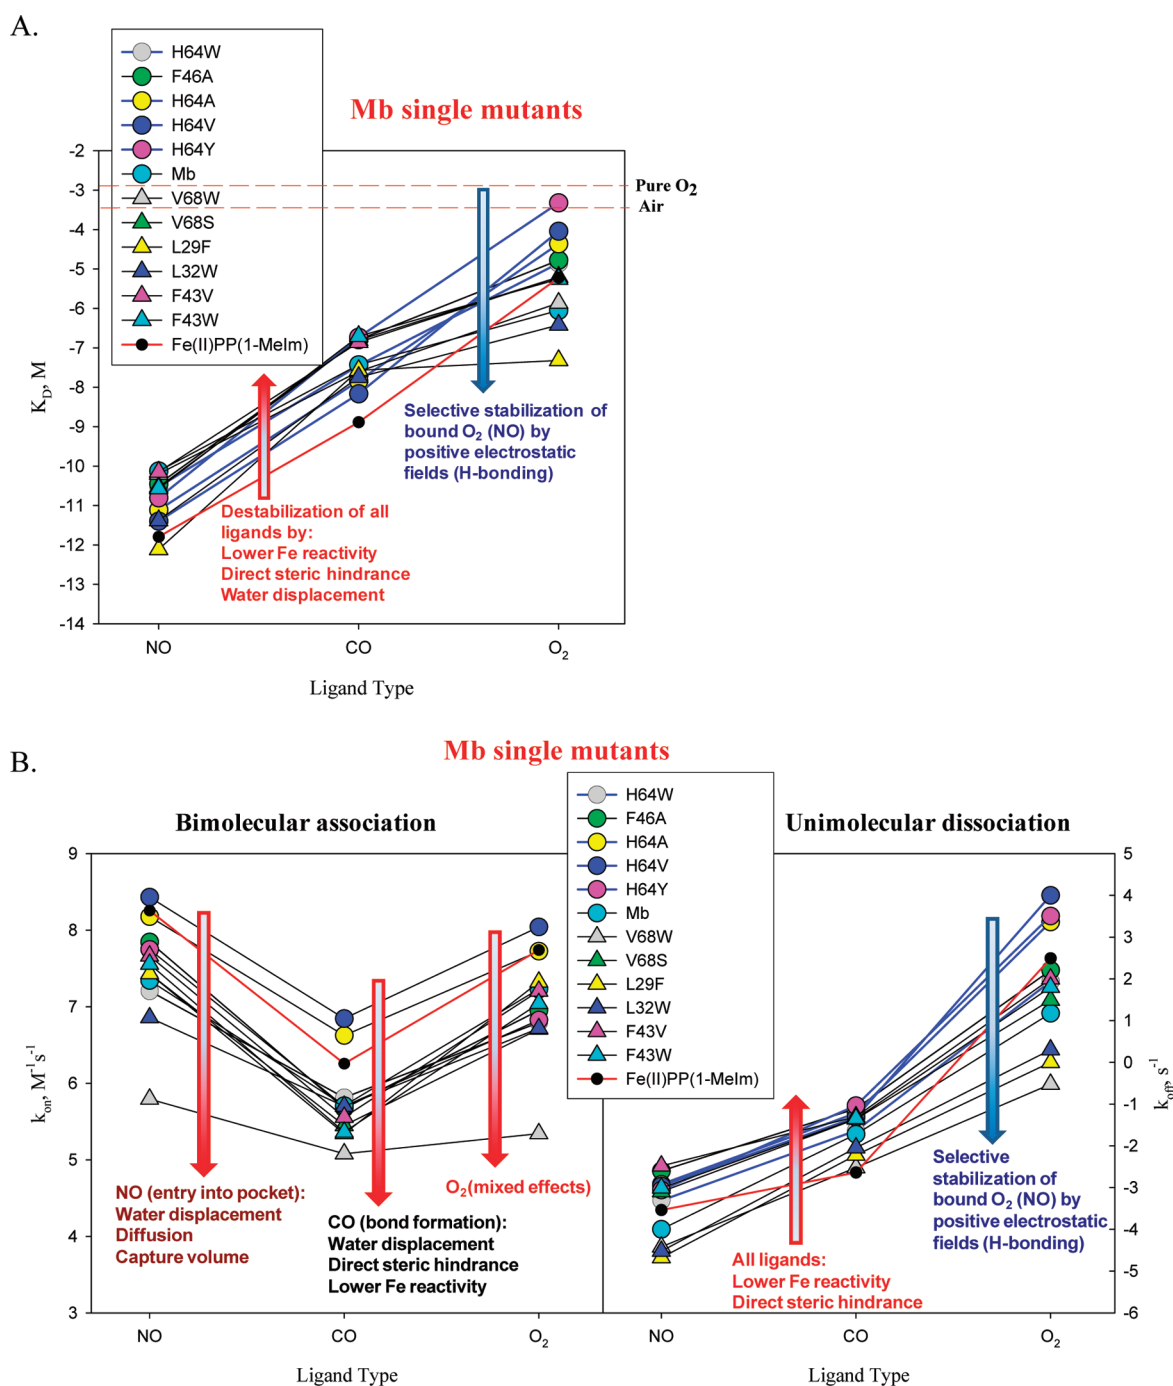 A.
H64W
F46A
H64A
H64V
H64Y
Mb
V68W
V68S
L29F
L32W
F43V
F43W
Fe(II)PP(1-MeIm)
Mb single mutants
-2
-3
-4
-5
-6
-7
-8
-9
-10
-11
-12
-13
-14
K_D, M
Pure O₂
Air
Selective stabilization of
bound O₂ (NO) by
positive electrostatic
fields (H-bonding)
Destabilization of all
ligands by:
Lower Fe reactivity
Direct steric hindrance
Water displacement
NO
CO
O₂
Ligand Type
B.
Mb single mutants
Bimolecular association
Unimolecular dissociation
H64W
F46A
H64A
H64V
H64Y
Mb
V68W
V68S
L29F
L32W
F43V
F43W
Fe(II)PP(1-MeIm)
9
8
7
6
5
4
3
k_on, M⁻¹s⁻¹
NO (entry into pocket):
Water displacement
Diffusion
Capture volume
CO (bond formation):
Water displacement
Direct steric hindrance
Lower Fe reactivity
O₂(mixed effects)
NO
CO
O₂
Ligand Type
5
4
3
2
1
0
-1
-2
-3
-4
-5
-6
k_off, s⁻¹
All ligands:
Lower Fe reactivity
Direct steric hindrance
Selective
stabilization of
bound O₂ (NO) by
positive electrostatic
fields (H-bonding)
NO
CO
O₂
Ligand Type